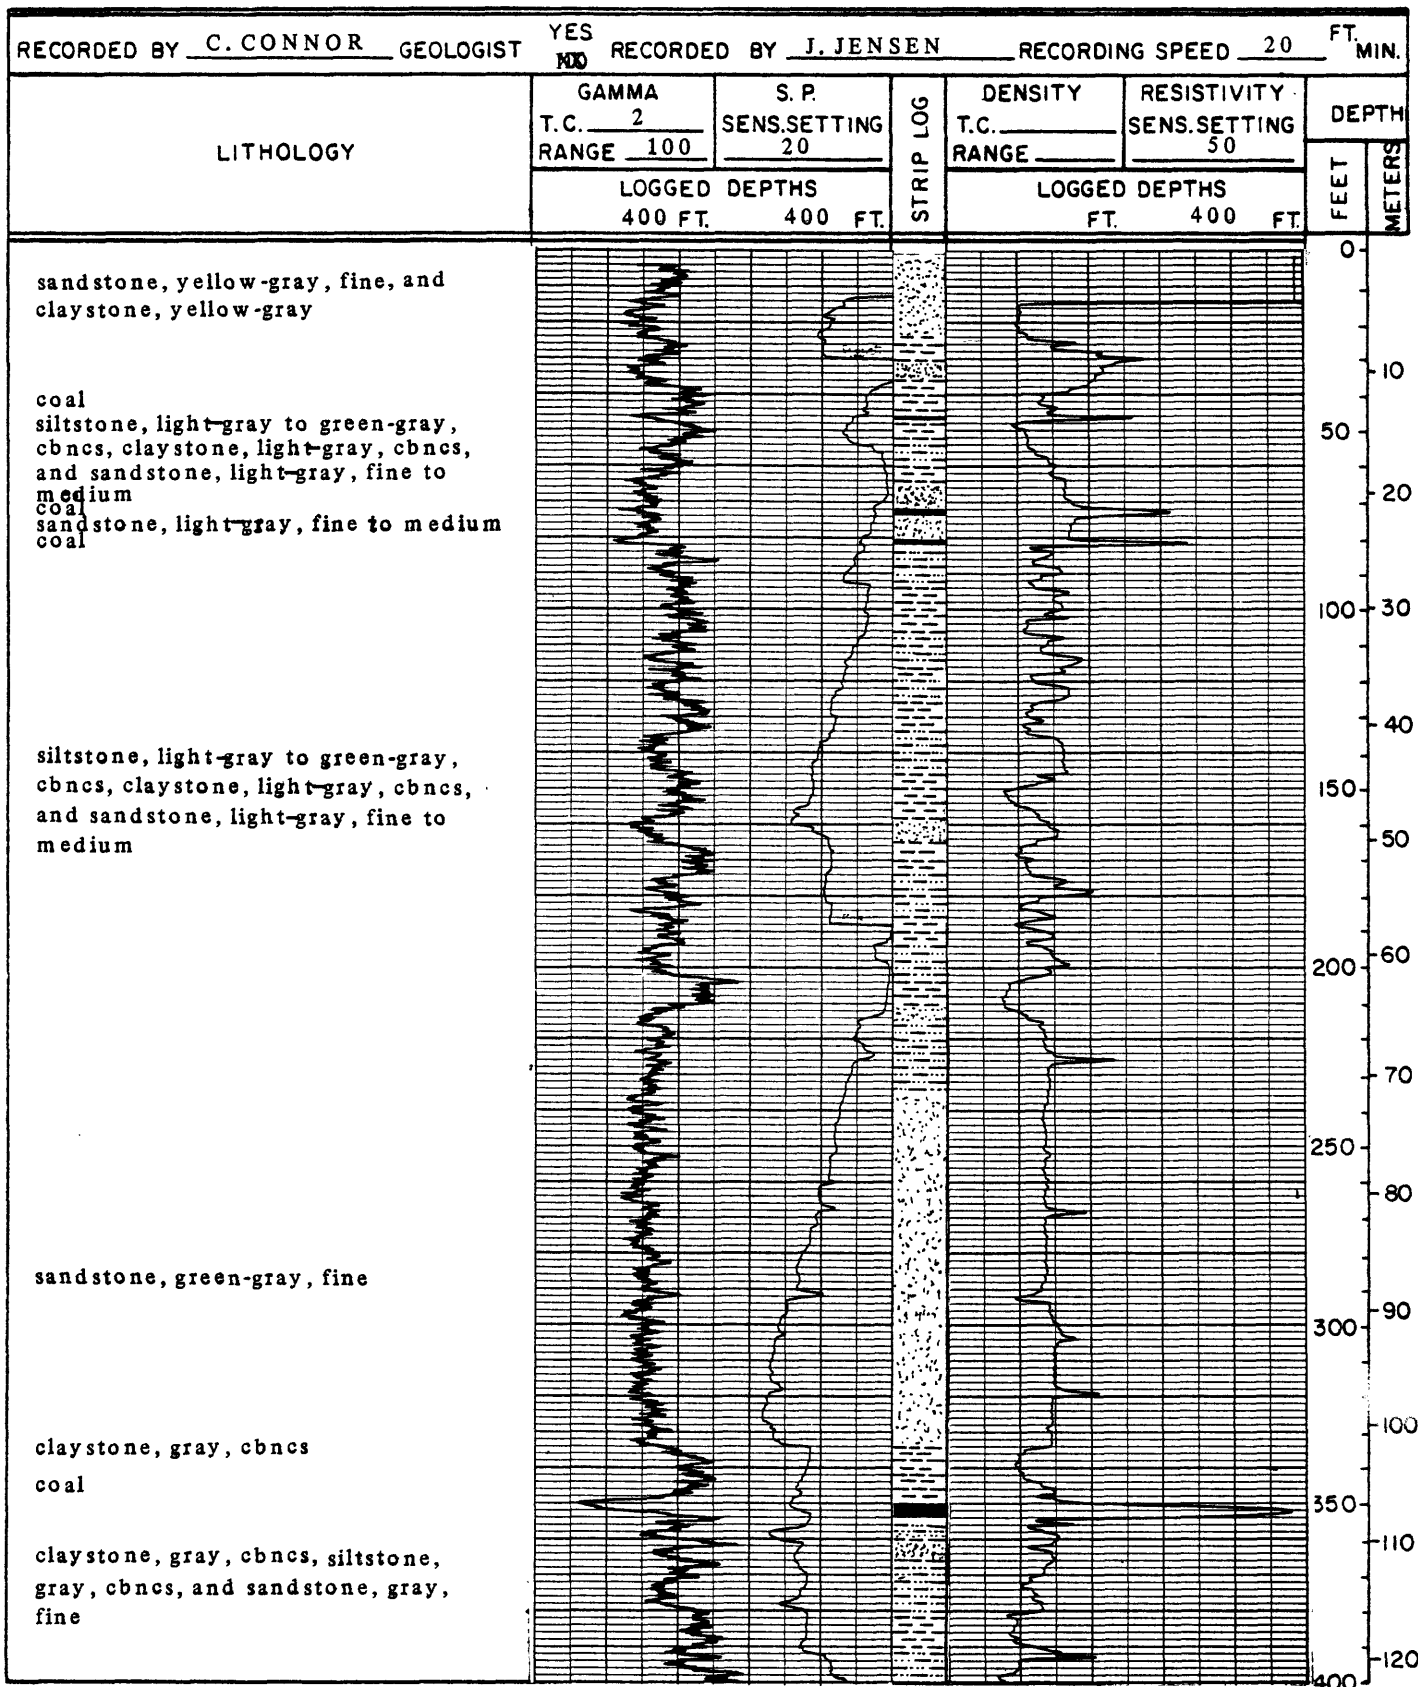 RECORDED BY C. CONNOR GEOLOGIST YES NO RECORDED BY J. JENSEN RECORDING SPEED 20 FT. MIN.
LITHOLOGY
GAMMA
T.C. 2
RANGE 100
S. P.
SENS.SETTING
20
LOGGED DEPTHS
400 FT. 400 FT.
STRIP LOG
DENSITY
T.C.
RANGE
RESISTIVITY
SENS.SETTING
50
LOGGED DEPTHS
FT. 400 FT.
DEPTH
FEET
METERS
sandstone, yellow-gray, fine, and
claystone, yellow-gray
coal
siltstone, light-gray to green-gray,
cbncs, claystone, light-gray, cbncs,
and sandstone, light-gray, fine to
medium
coal
sandstone, light-gray, fine to medium
coal
siltstone, light-gray to green-gray,
cbncs, claystone, light-gray, cbncs,
and sandstone, light-gray, fine to
medium
sandstone, green-gray, fine
claystone, gray, cbncs
coal
claystone, gray, cbncs, siltstone,
gray, cbncs, and sandstone, gray,
fine
0
10
50
20
100 30
40
150
50
60
200
70
250
80
90
300
100
350
110
120
400